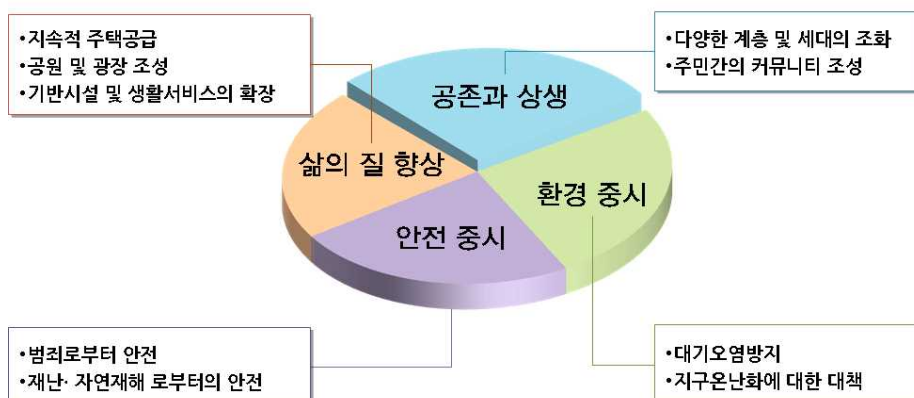 •지속적 주택공급
•공원 및 광장 조성
•기반시설 및 생활서비스의 확장
•다양한 계층 및 세대의 조화
•주민간의 커뮤니티 조성
공존과 상생
삶의 질 향상
환경 중시
안전 중시
•범죄로부터 안전
•재난· 자연재해 로부터의 안전
•대기오염방지
•지구온난화에 대한 대책